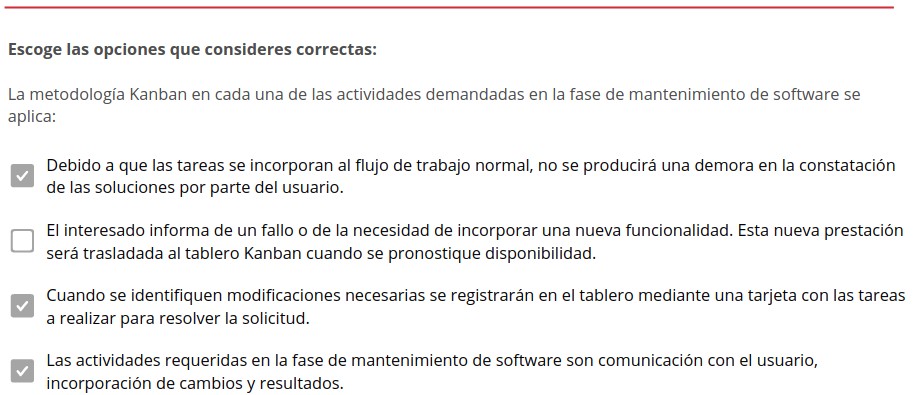 Escoge las opciones que consideres correctas:
La metodología Kanban en cada una de las actividades demandadas en la fase de mantenimiento de software se
aplica:
Debido a que las tareas se incorporan al flujo de trabajo normal, no se producirá una demora en la constatación
de las soluciones por parte del usuario.
El interesado informa de un fallo o de la necesidad de incorporar una nueva funcionalidad. Esta nueva prestación
será trasladada al tablero Kanban cuando se pronostique disponibilidad.
Cuando se identifiquen modificaciones necesarias se registrarán en el tablero mediante una tarjeta con las tareas
a realizar para resolver la solicitud.
Las actividades requeridas en la fase de mantenimiento de software son comunicación con el usuario,
incorporación de cambios y resultados.